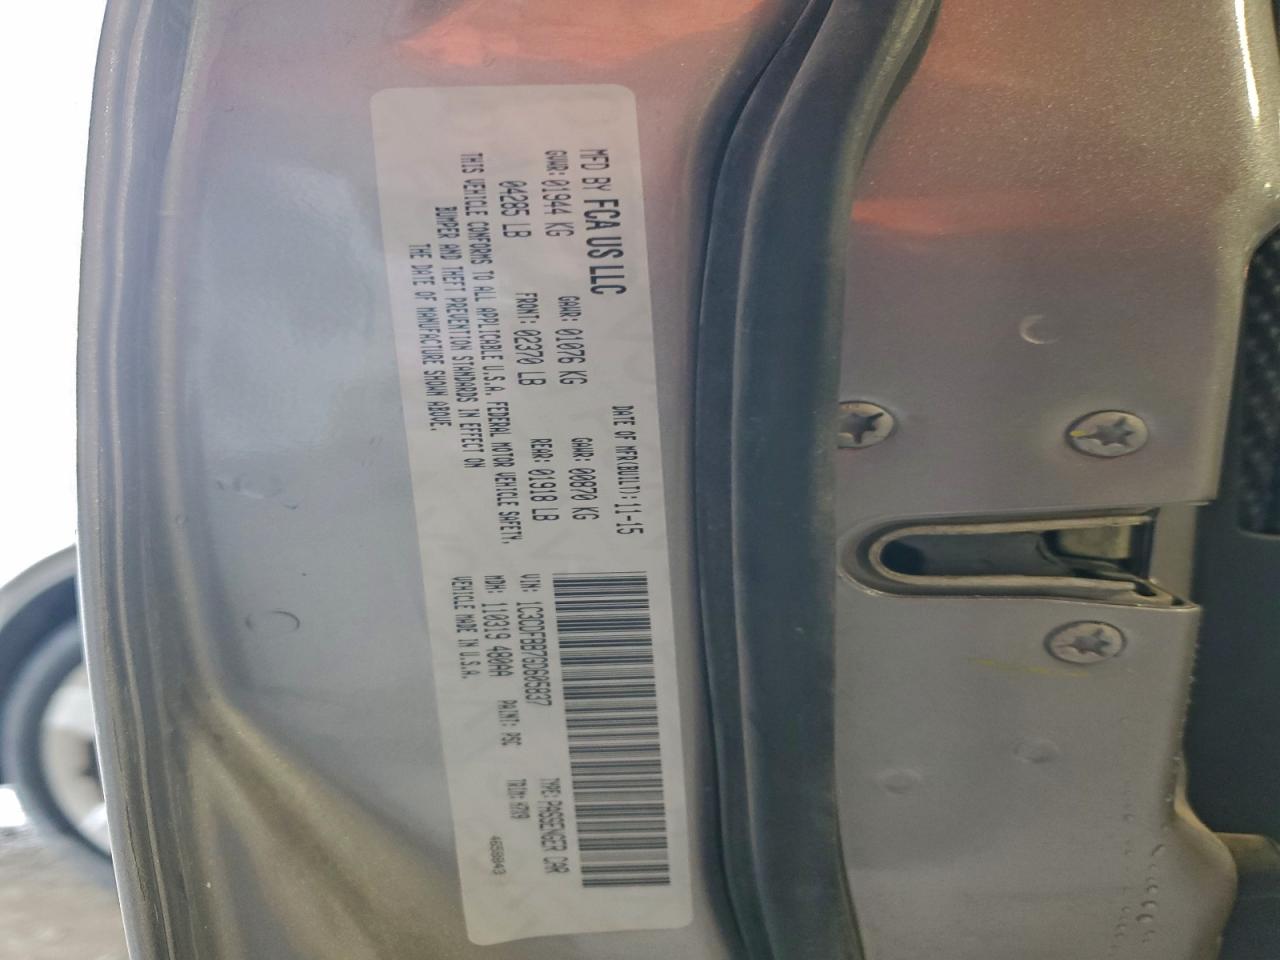 MFD BY FCA US LLC
DATE OF MFR(BUILT): 11-15
GVWR: 01944 KG GAWR: 01076 KG GAWR: 00870 KG
04285 LB FRONT: 02370 LB REAR: 01918 LB
THIS VEHICLE CONFORMS TO ALL APPLICABLE U.S.A. FEDERAL MOTOR VEHICLE SAFETY,
BUMPER AND THEFT PREVENTION STANDARDS IN EFFECT ON
THE DATE OF MANUFACTURE SHOWN ABOVE.
VIN: 1C3CDFBB7GD605837 TYPE: PASSENGER CAR
MDH: 110319 480AA PAINT: PSC TRIM:
VEHICLE MADE IN U.S.A.